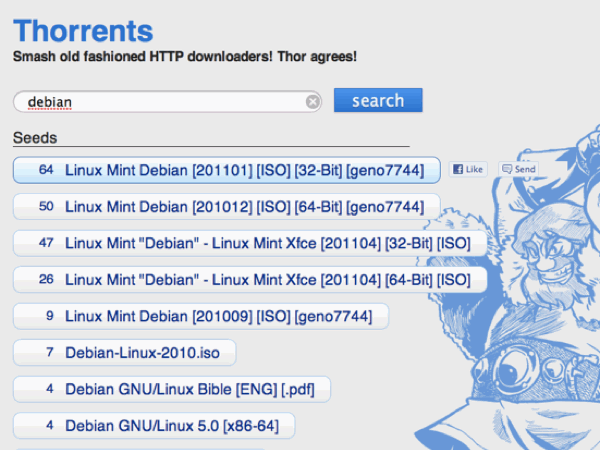 Thorrents
Smash old fashioned HTTP downloaders! Thor agrees!
debian
search
Seeds
64 Linux Mint Debian [201101] [ISO] [32-Bit] [geno7744]
Like
Send
50 Linux Mint Debian [201012] [ISO] [64-Bit] [geno7744]
47 Linux Mint "Debian" - Linux Mint Xfce [201104] [32-Bit] [ISO]
26 Linux Mint "Debian" - Linux Mint Xfce [201104] [64-Bit] [ISO]
9 Linux Mint Debian [201009] [ISO] [geno7744]
7 Debian-Linux-2010.iso
4 Debian GNU/Linux Bible [ENG] [.pdf]
4 Debian GNU/Linux 5.0 [x86-64]